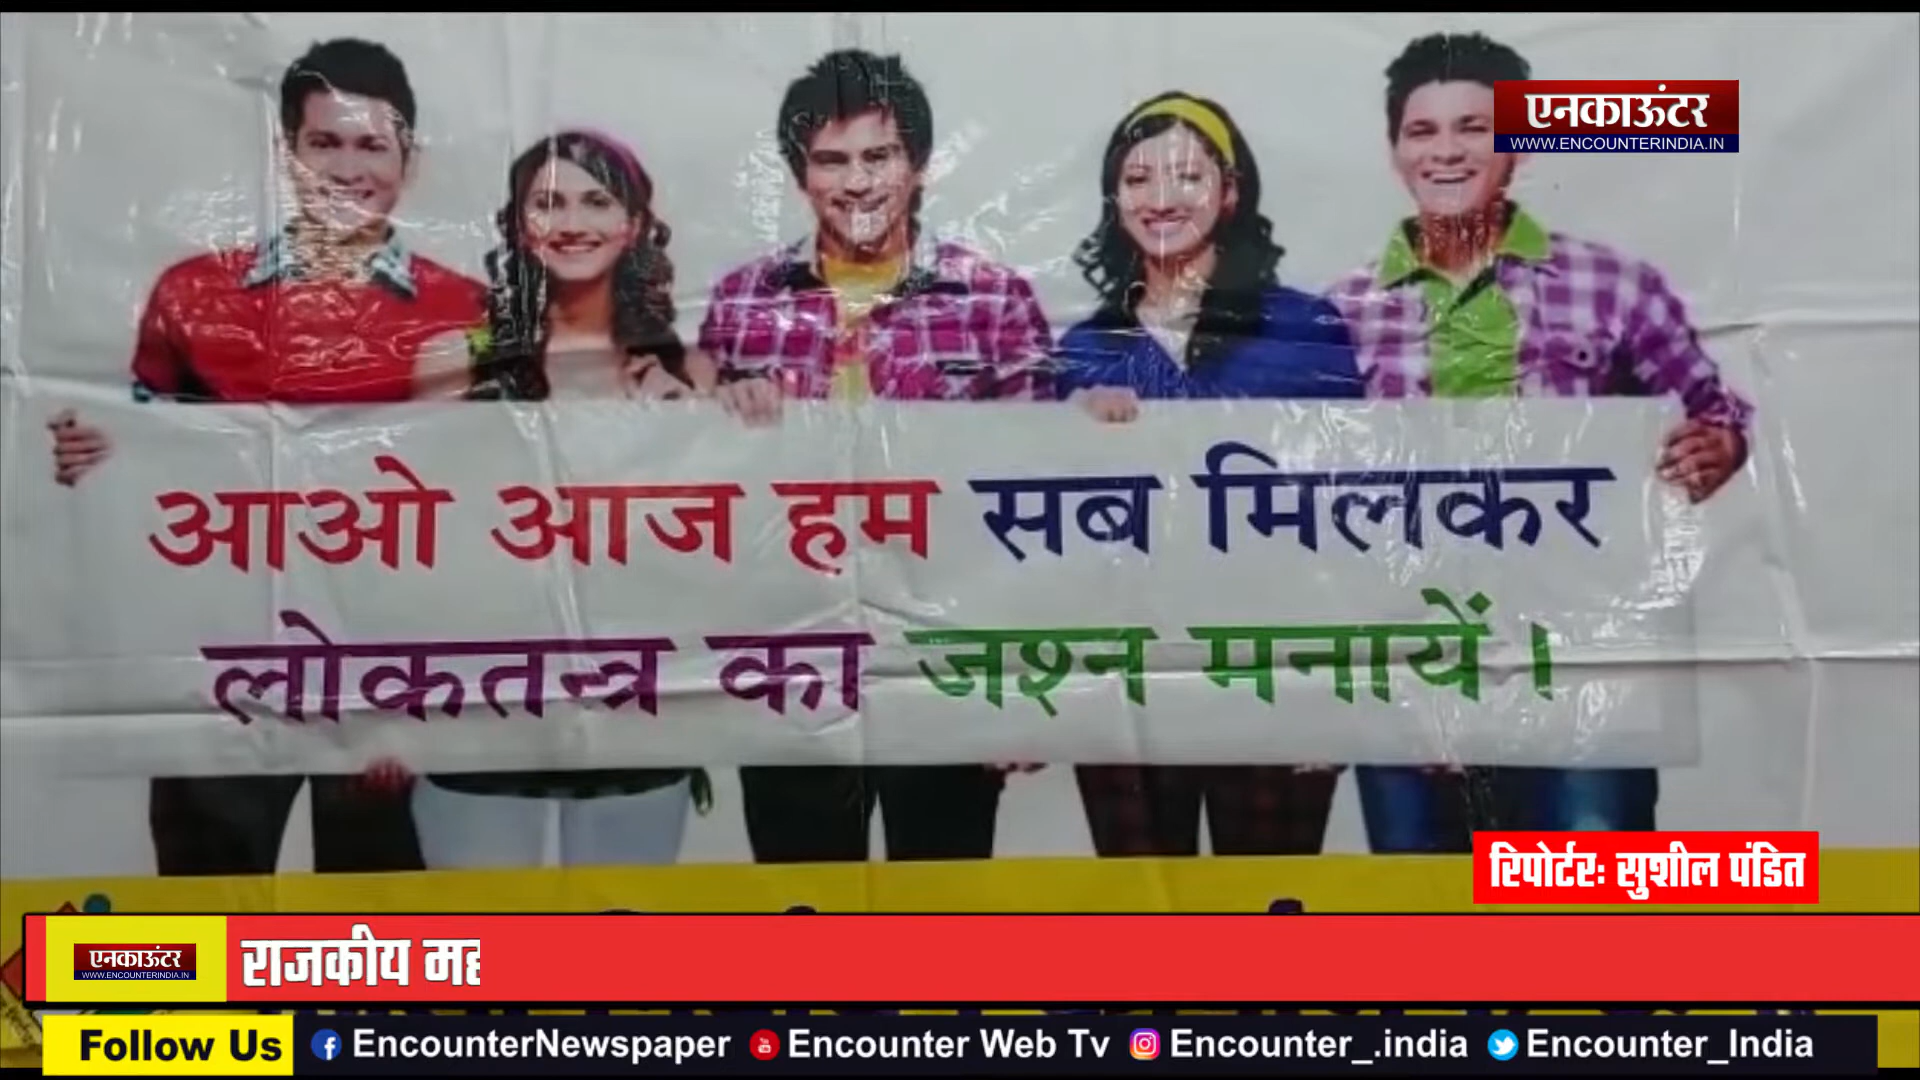 एनकाऊंटर
WWW.ENCOUNTERINDIA.IN
आओ आज हम सब मिलकर
लोकतन्त्र का जश्न मनायें।
रिपोर्टरः सुशील पंडित
एनकाऊंटर
WWW.ENCOUNTERINDIA.IN
राजकीय
Follow Us
EncounterNewspaper
Encounter Web Tv
Encounter_.india
Encounter_India